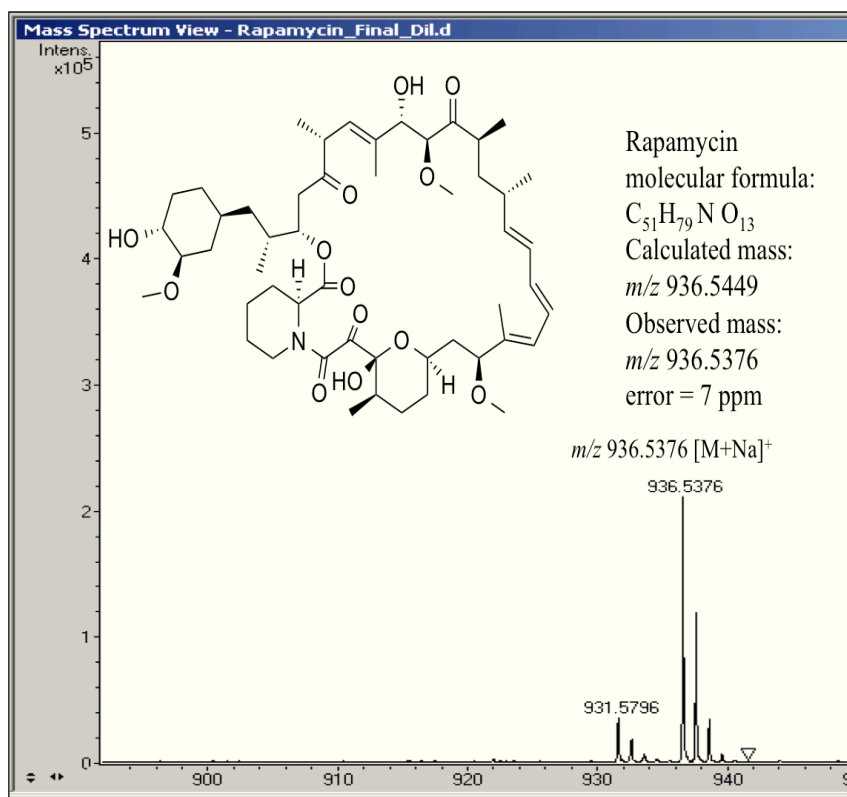 Mass Spectrum View - Rapamycin_Final_Dil.d
Intens.
x10⁵
5
4
3
2
1
0
900
910
920
930
940
9
OH
O
O
O
HO
O
O
H
O
O
N
O
O
HO
H
O
Rapamycin
molecular formula:
C₅₁H₇₉ N O₁₃
Calculated mass:
m/z 936.5449
Observed mass:
m/z 936.5376
error = 7 ppm
m/z 936.5376 [M+Na]⁺
936.5376
931.5796